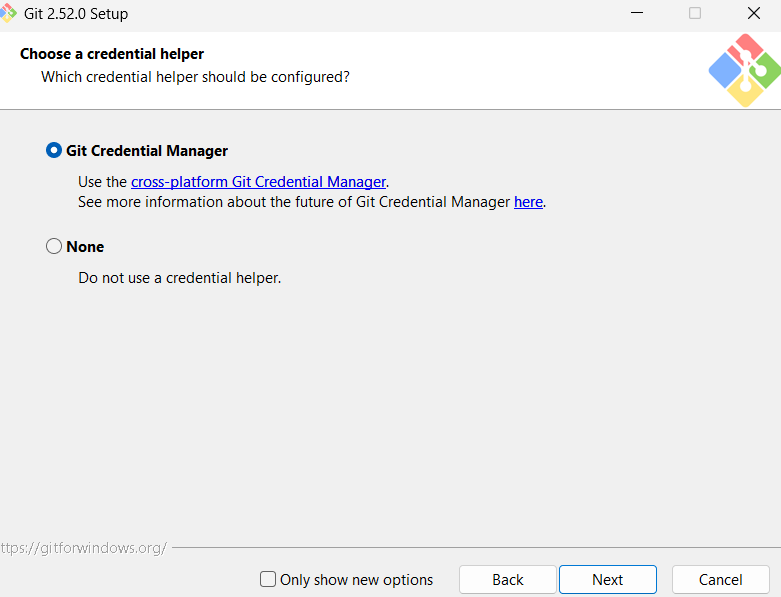 Git 2.52.0 Setup
Choose a credential helper
Which credential helper should be configured?
Git Credential Manager
Use the cross-platform Git Credential Manager.
See more information about the future of Git Credential Manager here.
None
Do not use a credential helper.
ttps://gitforwindows.org/
Only show new options
Back
Next
Cancel